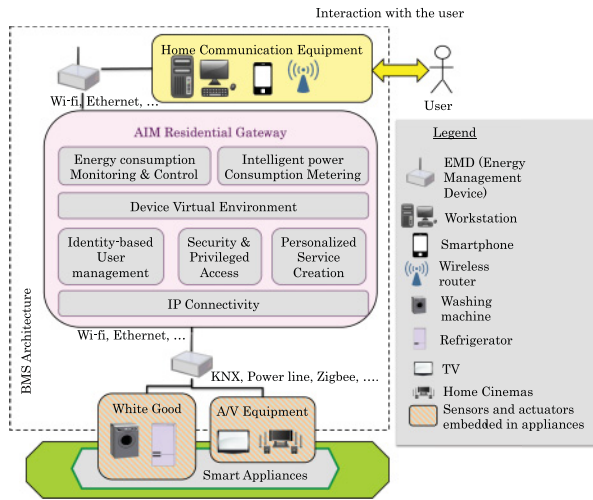 Interaction with the user
Home Communication Equipment
Wi-fi, Ethernet, ...
User
AIM Residential Gateway
Energy consumption
Monitoring & Control
Intelligent power
Consumption Metering
Device Virtual Environment
Identity-based
User
management
Security &
Privileged
Access
Personalized
Service
Creation
IP Connectivity
Wi-fi, Ethernet, ...
BMS Architecture
KNX, Power line, Zigbee, ....
White Good
A/V Equipment
Smart Appliances
Legend
EMD (Energy
Management
Device)
Workstation
Smartphone
Wireless
router
Washing
machine
Refrigerator
TV
Home Cinemas
Sensors and actuators
embedded in appliances